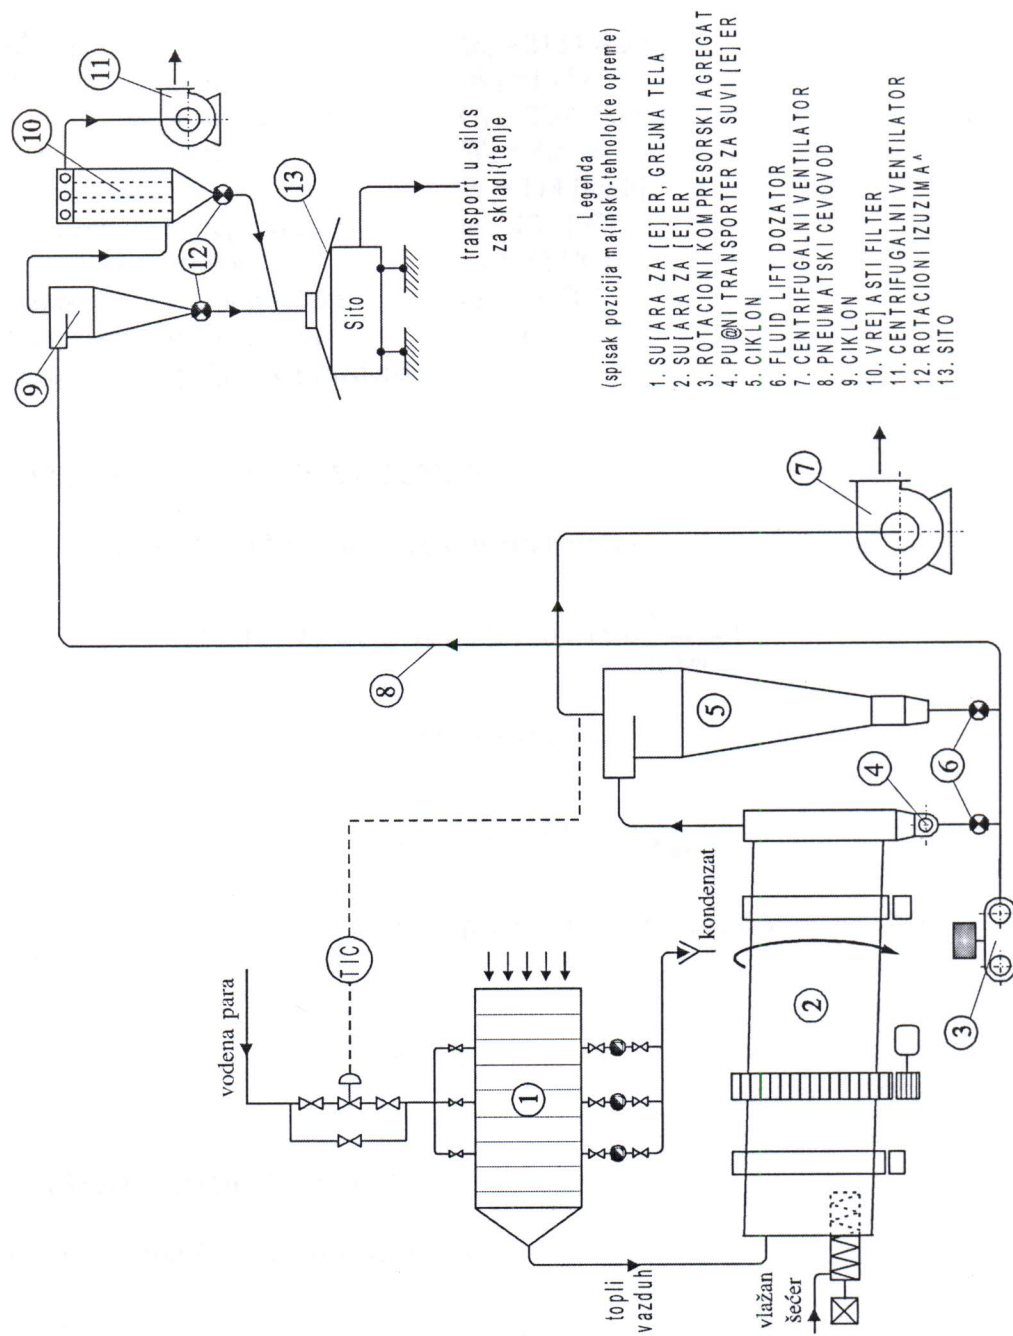 vodena para
TIC
topli
vazduh
vlažan
šećer
kondenzat
1
2
3
4
5
6
7
8
9
10
11
12
13
Sito
transport u silos
za skladi{tenje
Legenda
(spisak pozicija ma{insko-tehnolo{ke opreme)
1. SU[ARA ZA [E]ER, GREJNA TELA
2. SU[ARA ZA [E]ER
3. ROTACIONI KOMPRESORSKI AGREGAT
4. PU@NI TRANSPORTER ZA SUVI [E]ER
5. CIKLON
6. FLUID LIFT DOZATOR
7. CENTRIFUGALNI VENTILATOR
8. PNEUMATSKI CEVOVOD
9. CIKLON
10. VRE]ASTI FILTER
11. CENTRIFUGALNI VENTILATOR
12. ROTACIONI IZUZIMA^
13. SITO